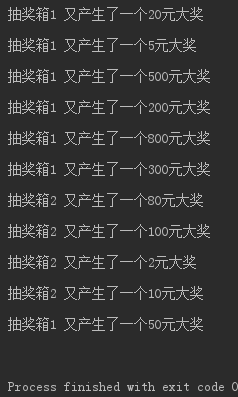 抽奖箱1 又产生了一个20元大奖
抽奖箱1 又产生了一个5元大奖
抽奖箱1 又产生了一个500元大奖
抽奖箱1 又产生了一个200元大奖
抽奖箱1 又产生了一个800元大奖
抽奖箱1 又产生了一个300元大奖
抽奖箱2 又产生了一个80元大奖
抽奖箱2 又产生了一个100元大奖
抽奖箱2 又产生了一个2元大奖
抽奖箱2 又产生了一个10元大奖
抽奖箱1 又产生了一个50元大奖
Process finished with exit code 0